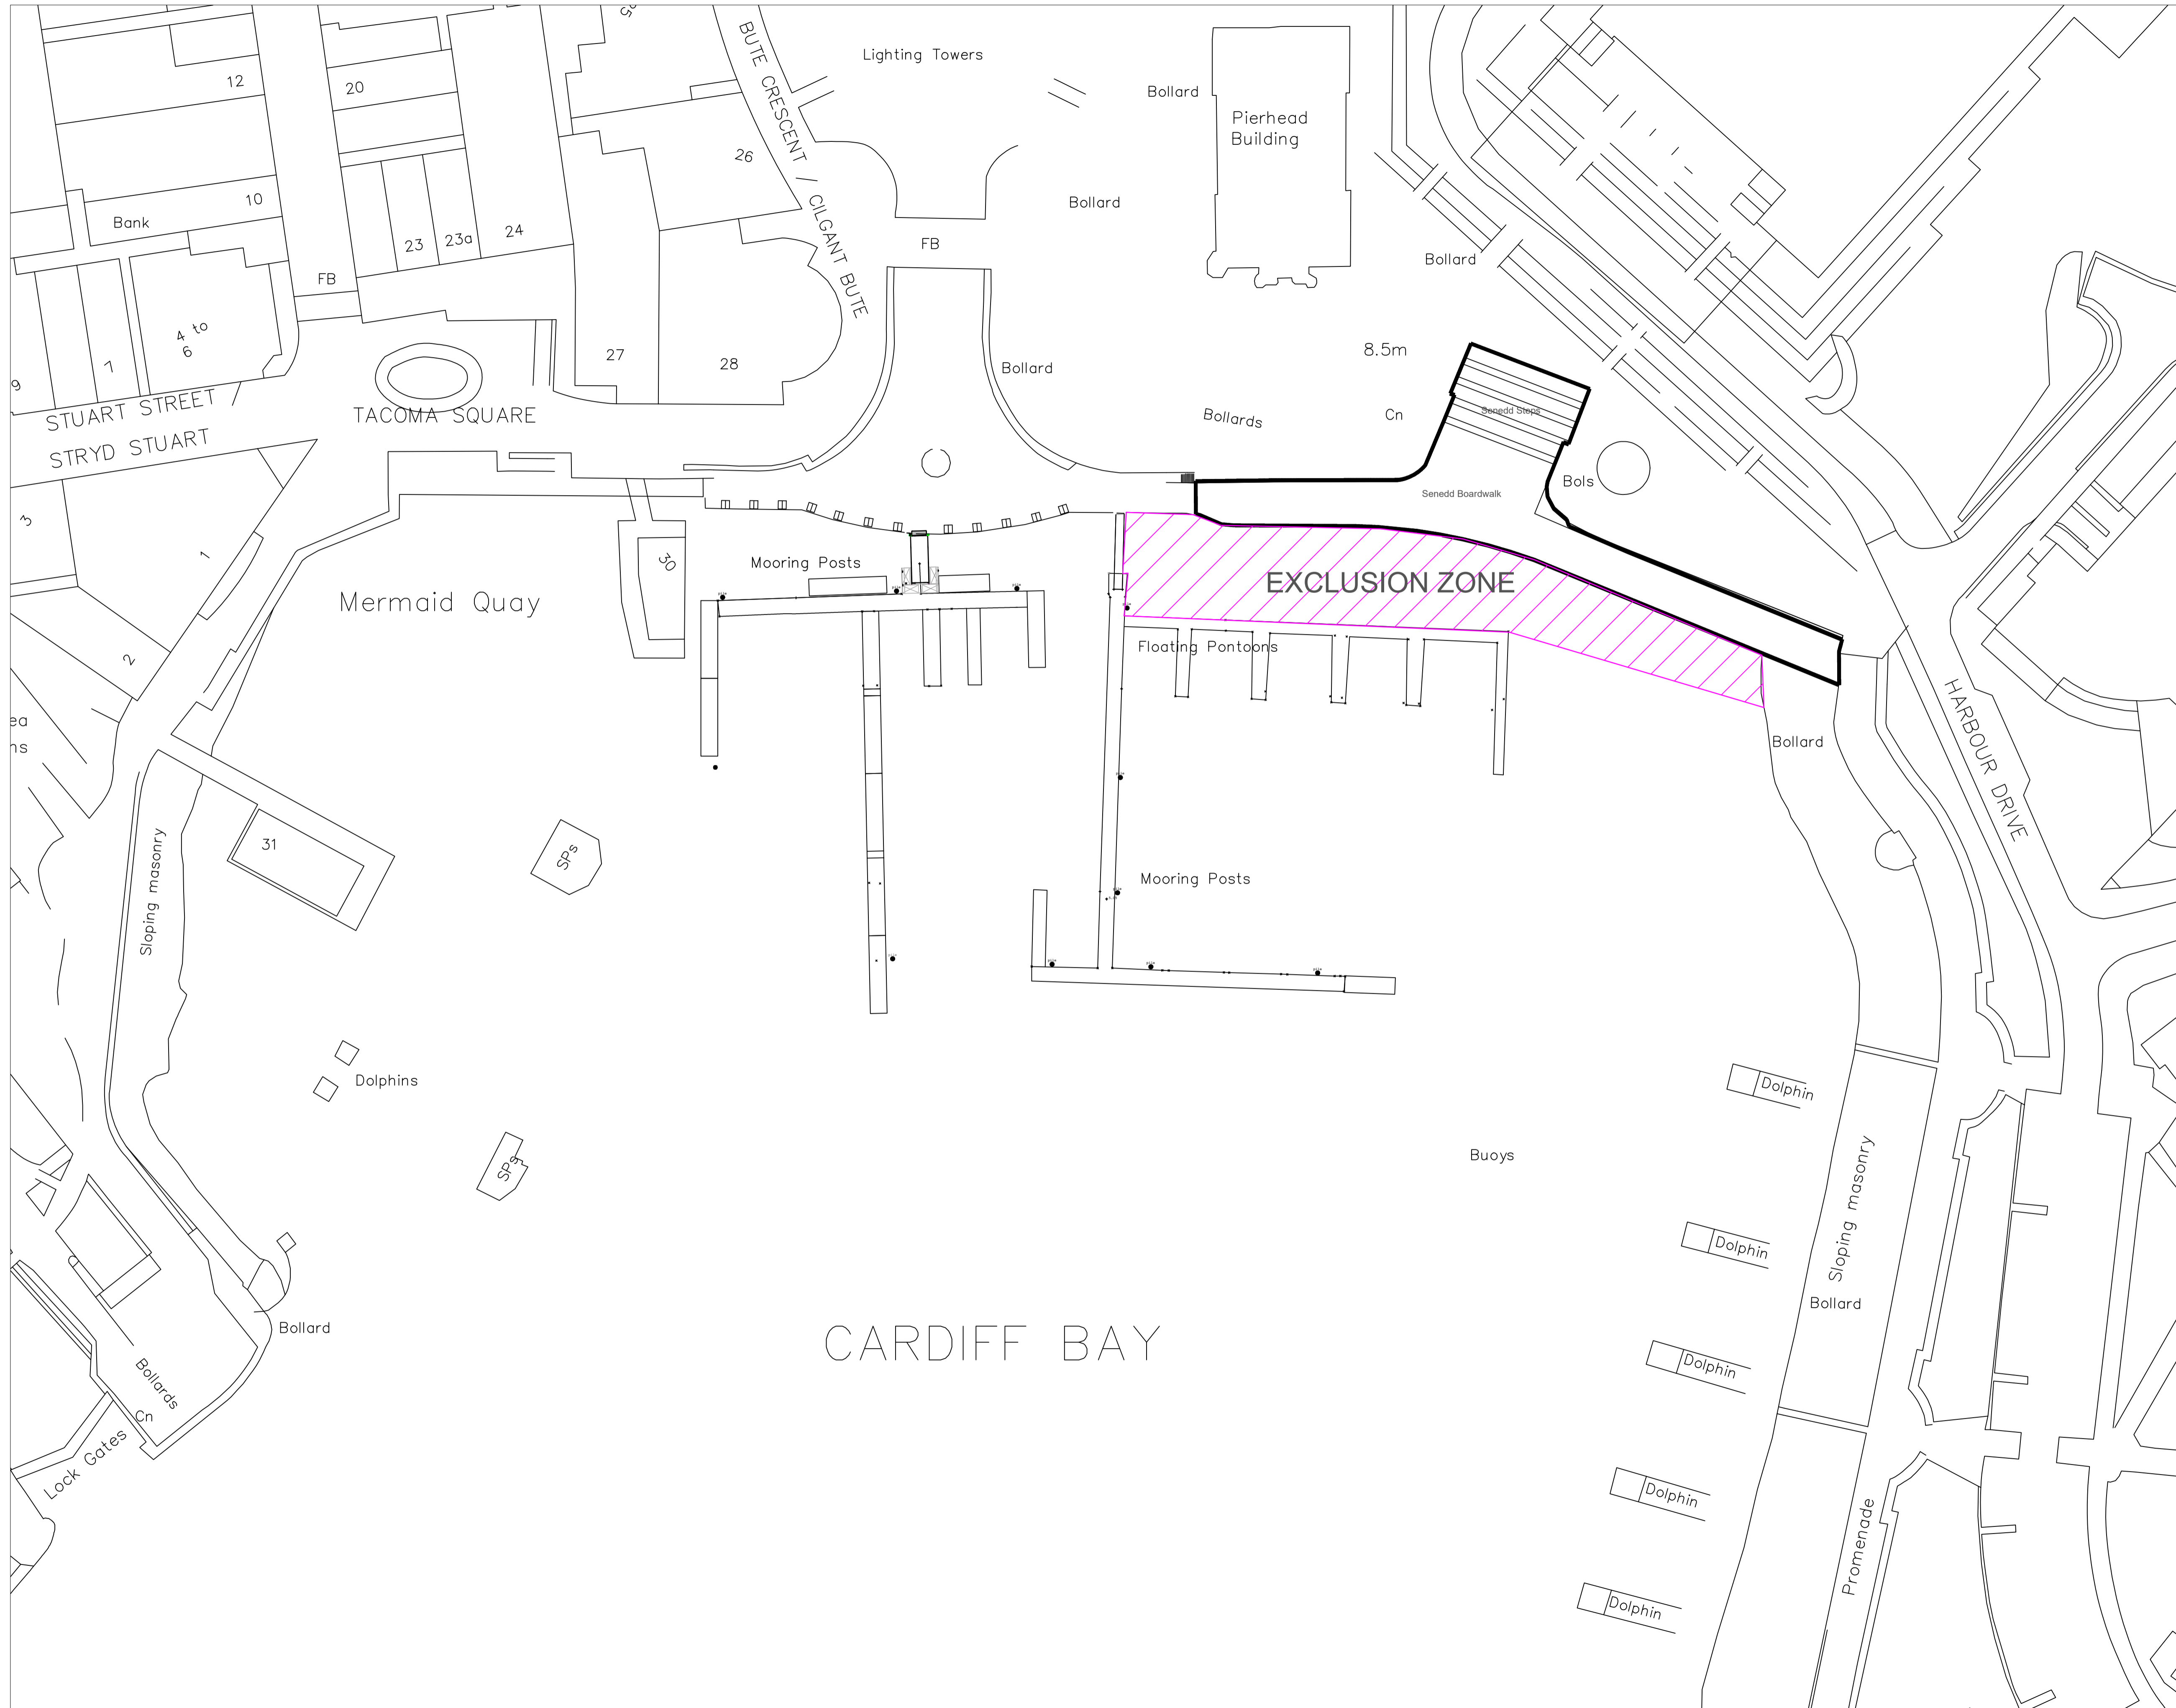 25
Lighting Towers
BUTE CRESCENT / CILGANT BUTE
12
20
Bollard
Pierhead
Building
26
10
Bank
23
23a
24
Bollard
FB
Bollard
FB
4 to
6
7
9
27
28
Bollard
8.5m
STUART STREET
STRYD STUART
TACOMA SQUARE
Bollards
Cn
Senedd Steps
Bols
Senedd Boardwalk
3
1
2
30
Mooring Posts
EXCLUSION ZONE
Mermaid Quay
Floating Pontoons
ea
ns
HARBOUR DRIVE
Bollard
31
SPs
Sloping masonry
Mooring Posts
Dolphins
Dolphin
SPs
Buoys
Sloping masonry
Dolphin
Bollard
Bollard
CARDIFF BAY
Dolphin
Bollards
Cn
Lock Gates
Dolphin
Promenade
Dolphin